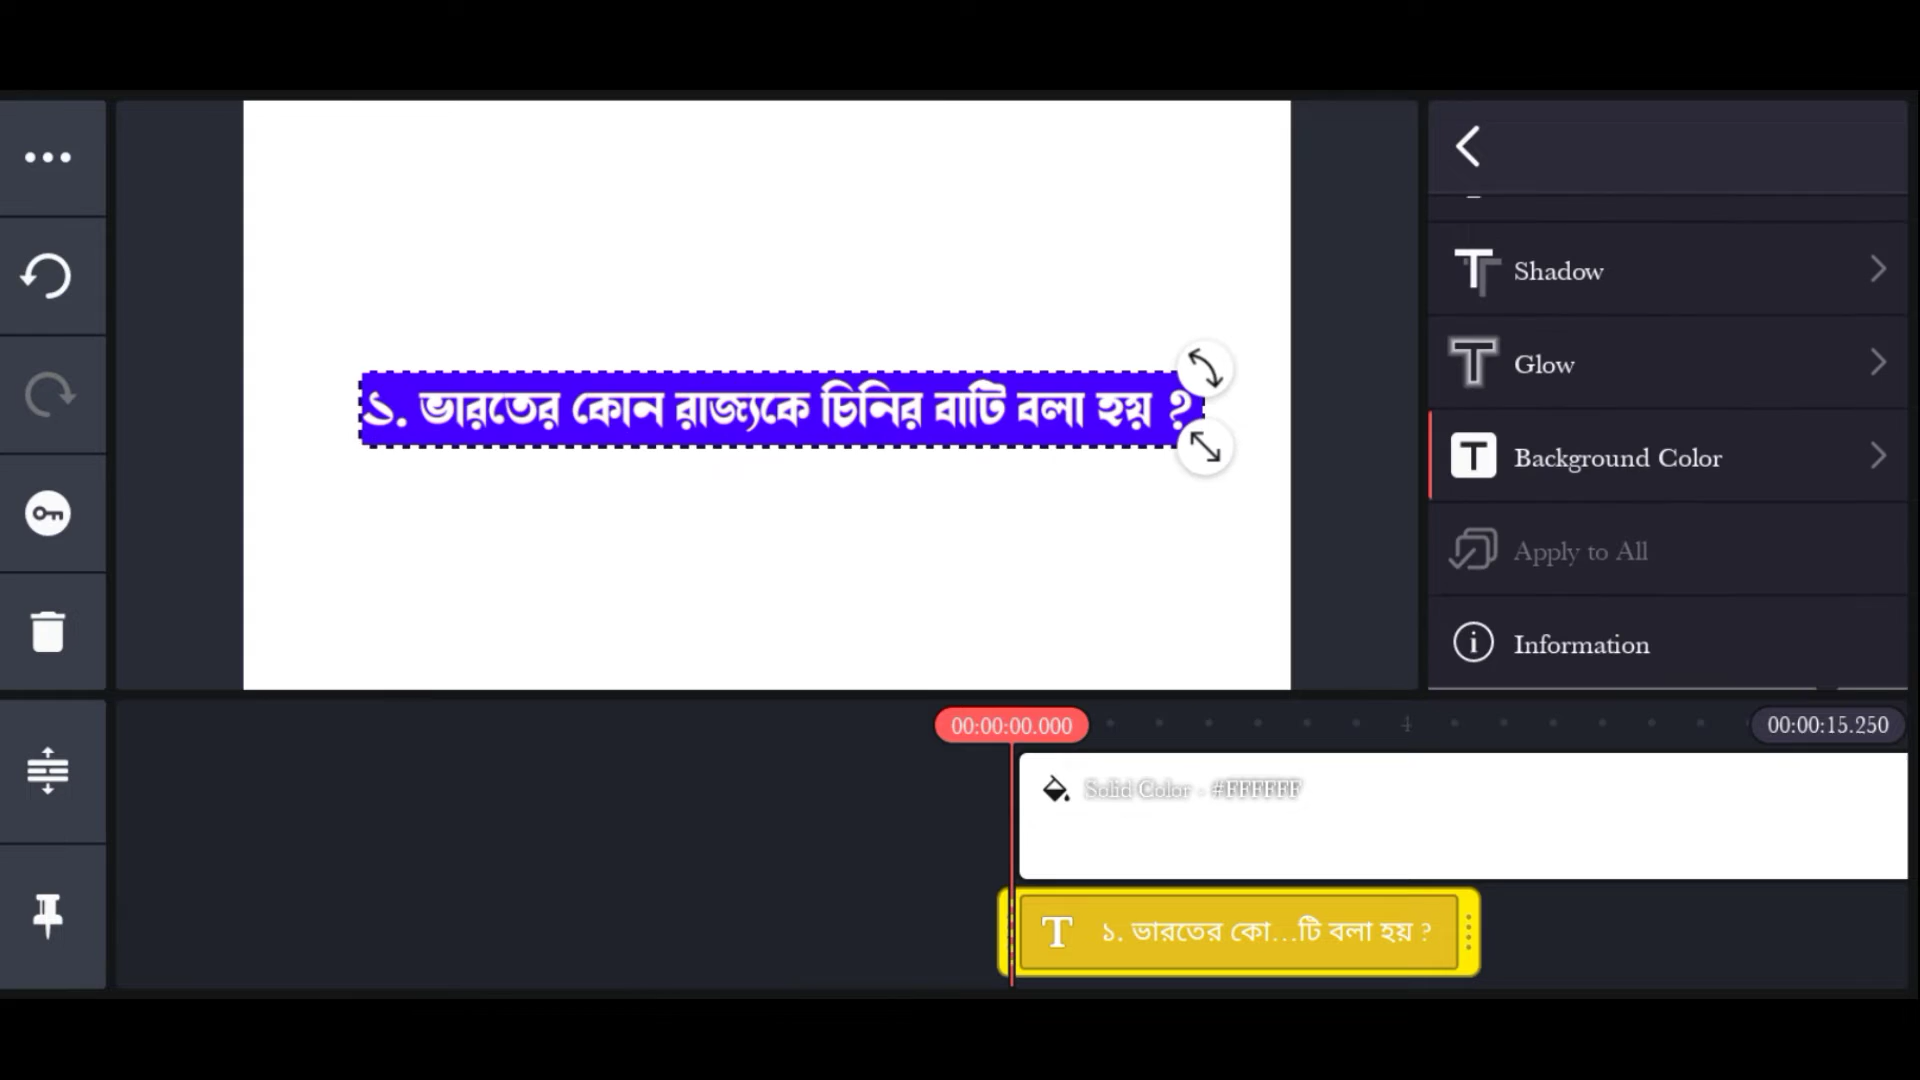 ১. ভারতের কোন রাজ্যকে চিনির বাটি বলা হয় ?
Shadow
Glow
Background Color
Apply to All
Information
00:00:00.000
4
00:00:15.250
Solid Color - #FFFFFF
১. ভারতের কো...টি বলা হয় ?